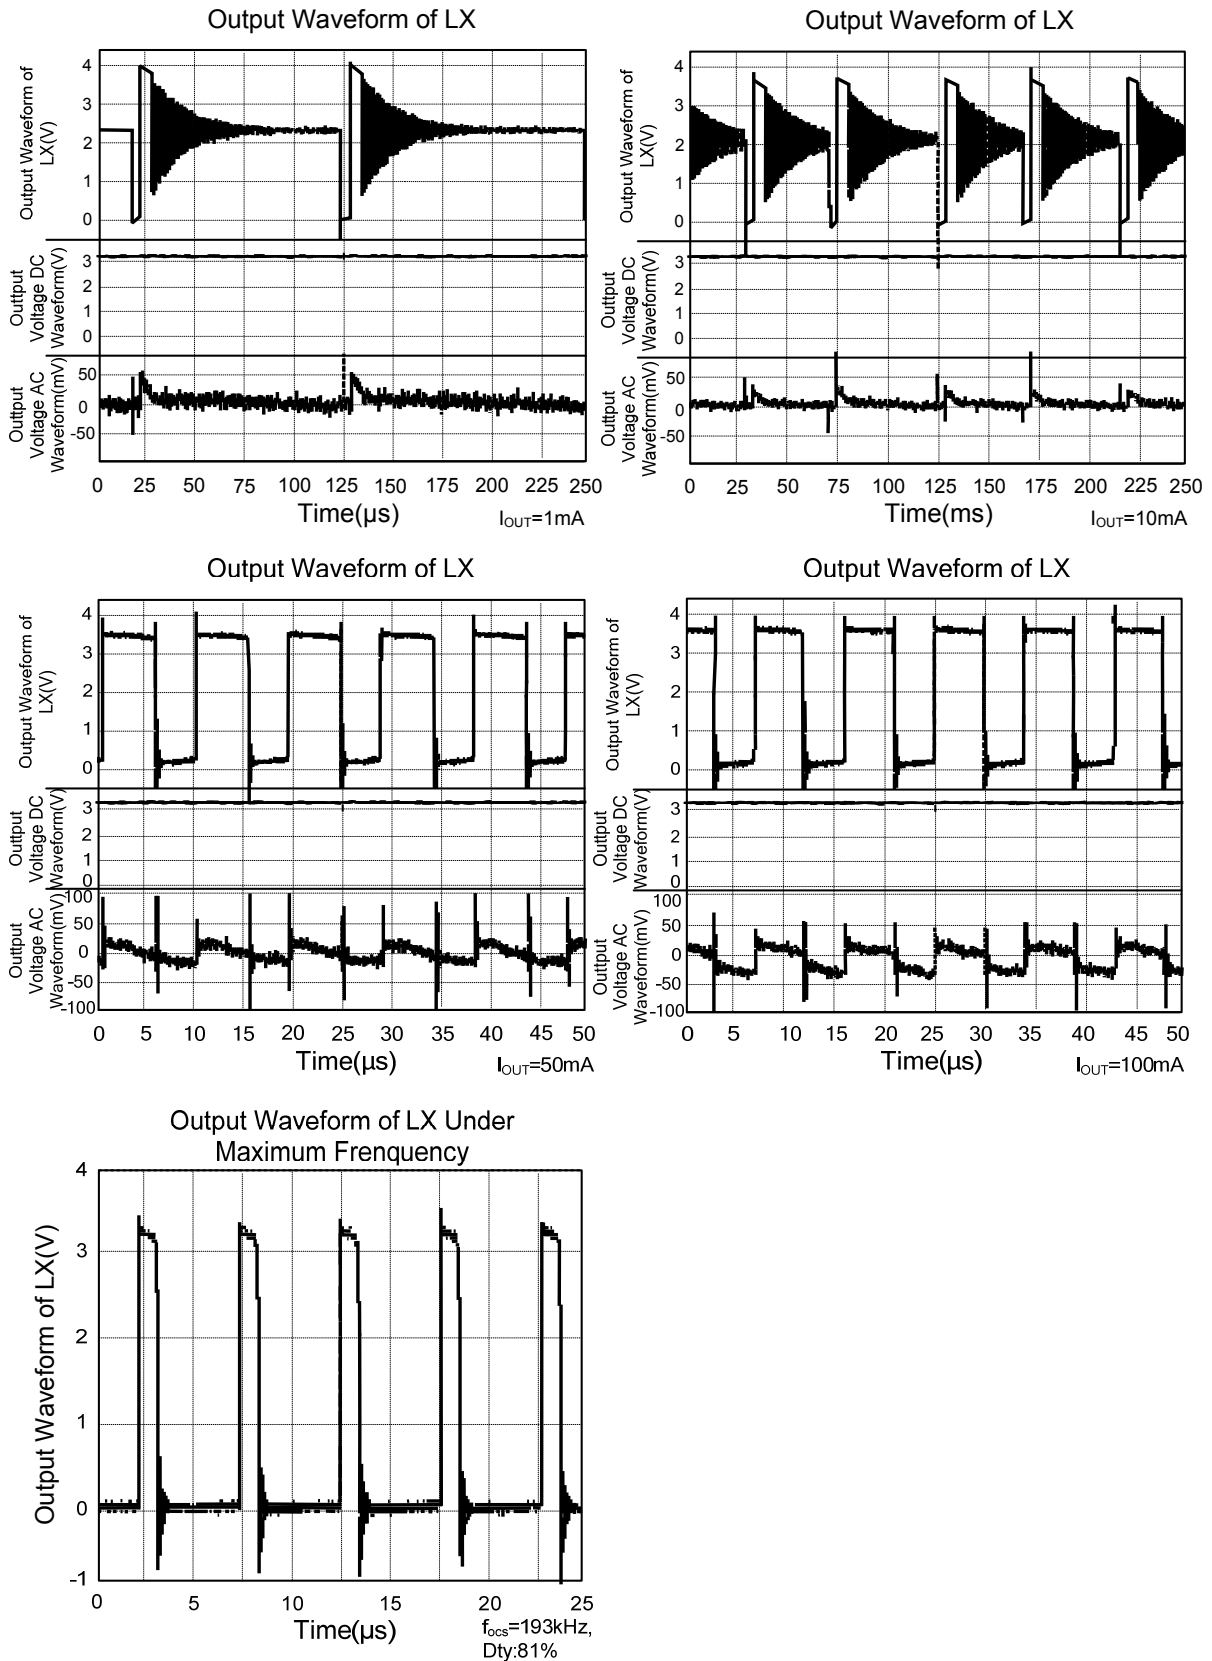 Output Waveform of LX
Output Waveform of
LX(V)
4
3
2
1
0
Outtput
Voltage DC
Waveform(V)
3
2
1
0
Outtput
Voltage AC
Waveform(mV)
50
0
-50
0 25 50 75 100 125 150 175 200 225 250
Time(µs)
IOUT=1mA
Output Waveform of LX
Output Waveform of
LX(V)
4
3
2
1
0
Outtput
Voltage DC
Waveform(V)
3
2
1
0
Outtput
Voltage AC
Waveform(mV)
50
0
-50
0 25 50 75 100 125 150 175 200 225 250
Time(ms)
IOUT=10mA
Output Waveform of LX
Output Waveform of
LX(V)
4
3
2
1
0
Outtput
Voltage DC
Waveform(V)
3
2
1
0
Outtput
Voltage AC
Waveform(mV)
100
50
0
-50
-100
0 5 10 15 20 25 30 35 40 45 50
Time(µs)
IOUT=50mA
Output Waveform of LX
Output Waveform of
LX(V)
4
3
2
1
0
Outtput
Voltage DC
Waveform(V)
3
2
1
0
Outtput
Voltage AC
Waveform(mV)
100
50
0
-50
-100
0 5 10 15 20 25 30 35 40 45 50
Time(µs)
IOUT=100mA
Output Waveform of LX Under
Maximum Frenquency
Output Waveform of LX(V)
4
3
2
1
0
-1
0 5 10 15 20 25
Time(µs)
focs=193kHz,
Dty:81%